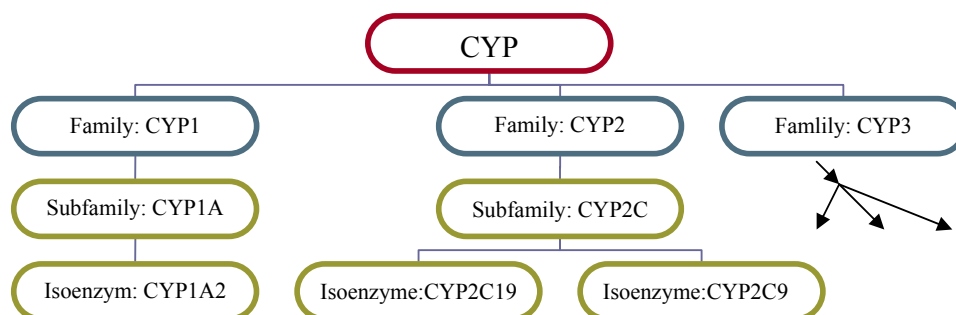 CYP
Family: CYP1
Family: CYP2
Famlily: CYP3
Subfamily: CYP1A
Subfamily: CYP2C
Isoenzym: CYP1A2
Isoenzyme:CYP2C19
Isoenzyme:CYP2C9